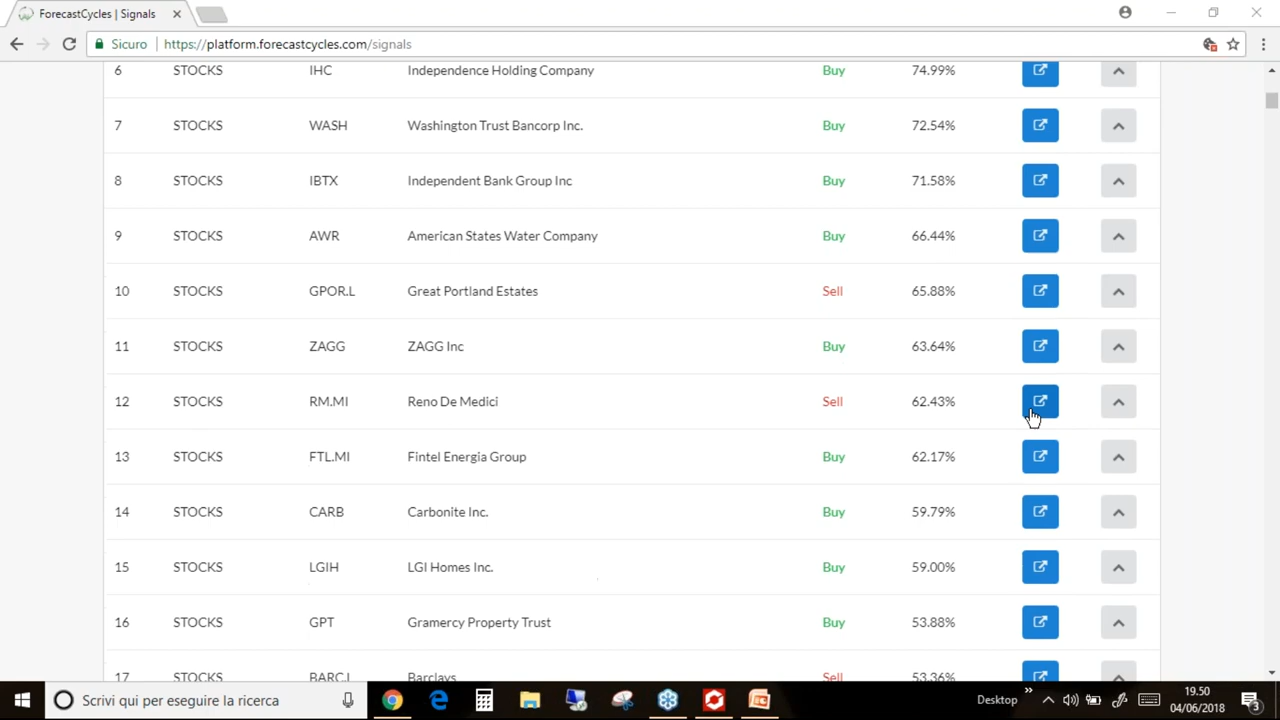 ForecastCycles | Signals
Sicuro https://platform.forecastcycles.com/signals
6 STOCKS IHC Independence Holding Company Buy 74.99%
7 STOCKS WASH Washington Trust Bancorp Inc. Buy 72.54%
8 STOCKS IBTX Independent Bank Group Inc Buy 71.58%
9 STOCKS AWR American States Water Company Buy 66.44%
10 STOCKS GPOR.L Great Portland Estates Sell 65.88%
11 STOCKS ZAGG ZAGG Inc Buy 63.64%
12 STOCKS RM.MI Reno De Medici Sell 62.43%
13 STOCKS FTL.MI Fintel Energia Group Buy 62.17%
14 STOCKS CARB Carbonite Inc. Buy 59.79%
15 STOCKS LGIH LGI Homes Inc. Buy 59.00%
16 STOCKS GPT Gramercy Property Trust Buy 53.88%
17 STOCKS BARC.L Barclays Sell 53.36%
Scrivi qui per eseguire la ricerca
Desktop
19.50
04/06/2018
3